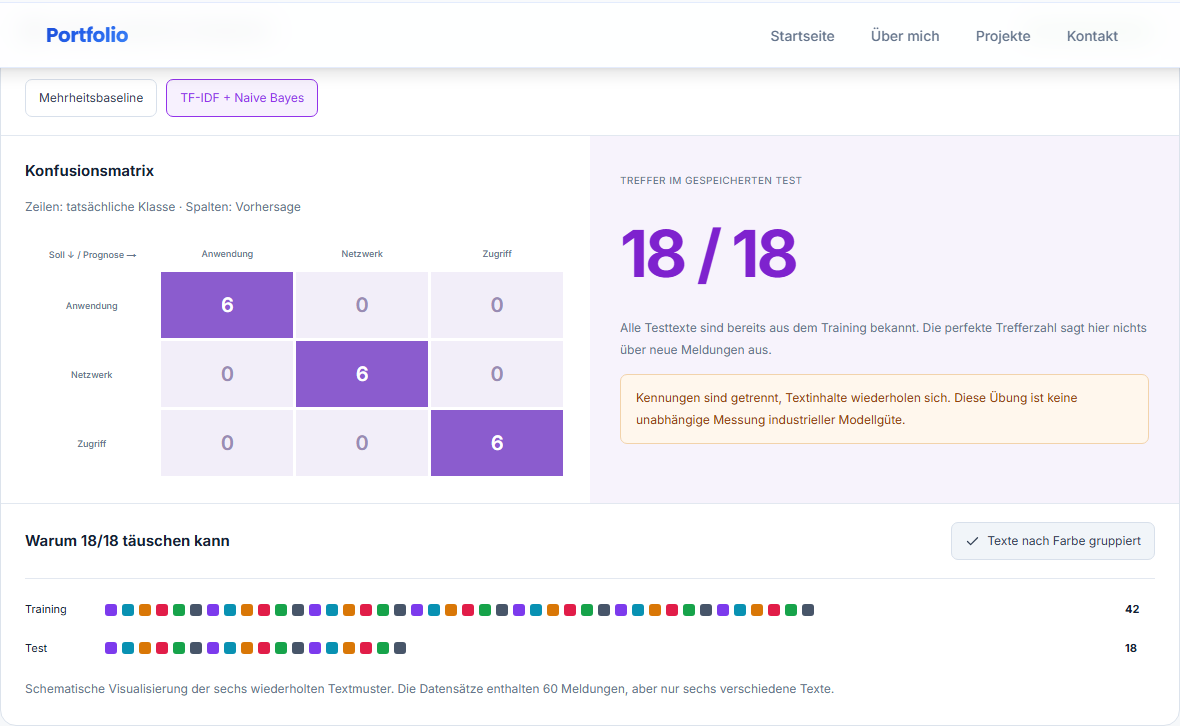 Portfolio
Startseite Über mich Projekte Kontakt
Mehrheitsbaseline TF-IDF + Naive Bayes
Konfusionsmatrix
Zeilen: tatsächliche Klasse · Spalten: Vorhersage
Soll ↓ / Prognose → Anwendung Netzwerk Zugriff
Anwendung 6 0 0
Netzwerk 0 6 0
Zugriff 0 0 6
TREFFER IM GESPEICHERTEN TEST
18 / 18
Alle Testtexte sind bereits aus dem Training bekannt. Die perfekte Trefferzahl sagt hier nichts
über neue Meldungen aus.
Kennungen sind getrennt, Textinhalte wiederholen sich. Diese Übung ist keine
unabhängige Messung industrieller Modellgüte.
Warum 18/18 täuschen kann
✓ Texte nach Farbe gruppiert
Training 42
Test 18
Schematische Visualisierung der sechs wiederholten Textmuster. Die Datensätze enthalten 60 Meldungen, aber nur sechs verschiedene Texte.